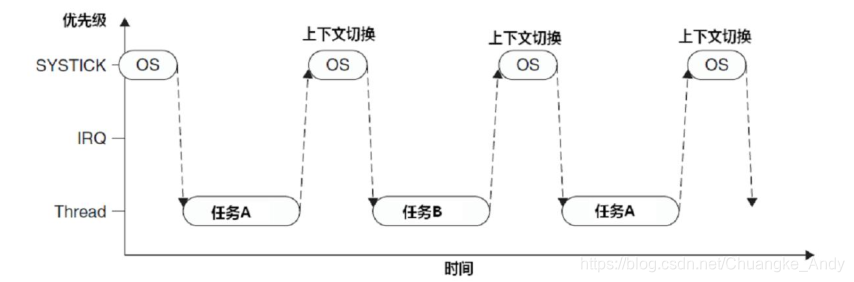 优先级
上下文切换 上下文切换 上下文切换
SYSTICK OS OS OS OS
IRQ
Thread 任务A 任务B 任务A
时间
https://blog.csdn.net/Chuangke_Andy